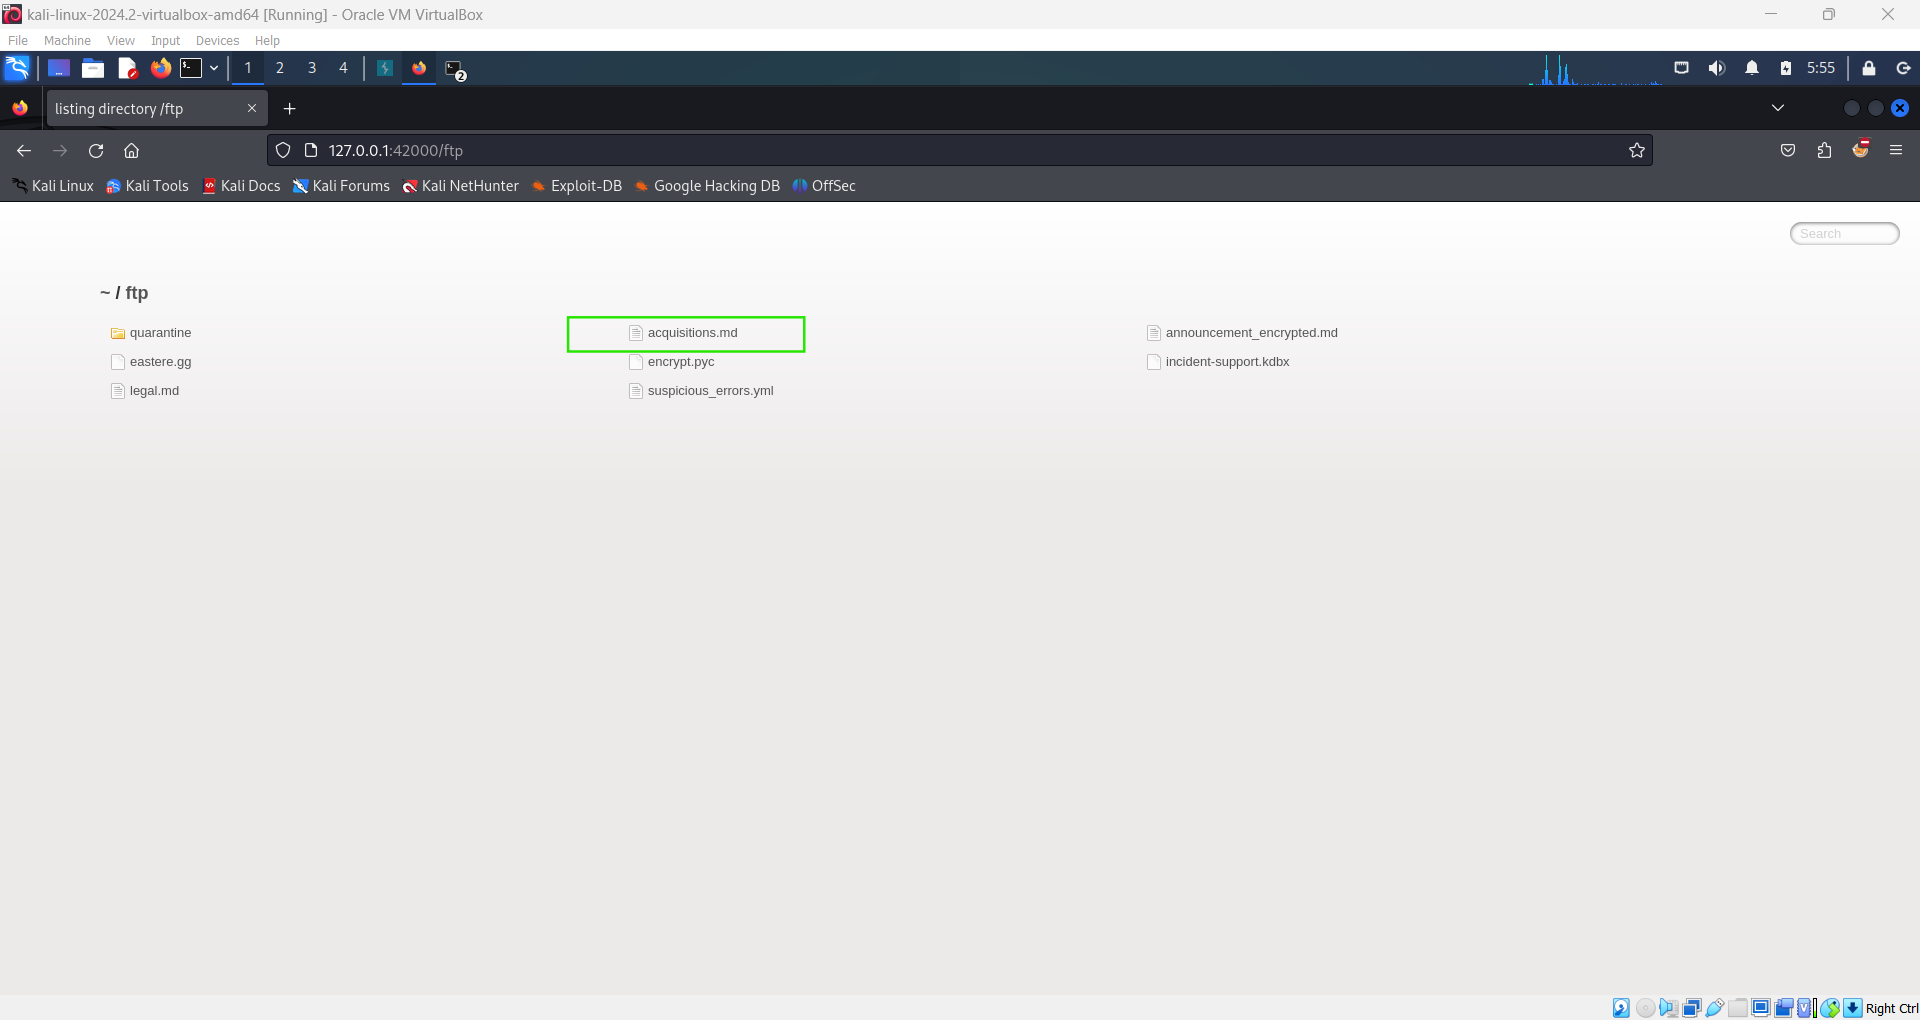 kali-linux-2024.2-virtualbox-amd64 [Running] - Oracle VM VirtualBox
File Machine View Input Devices Help
1 2 3 4 2 5:55
listing directory /ftp
127.0.0.1:42000/ftp
Kali Linux Kali Tools Kali Docs Kali Forums Kali NetHunter Exploit-DB Google Hacking DB OffSec
Search
~ / ftp
quarantine acquisitions.md announcement_encrypted.md
eastere.gg encrypt.pyc incident-support.kdbx
legal.md suspicious_errors.yml
Right Ctrl